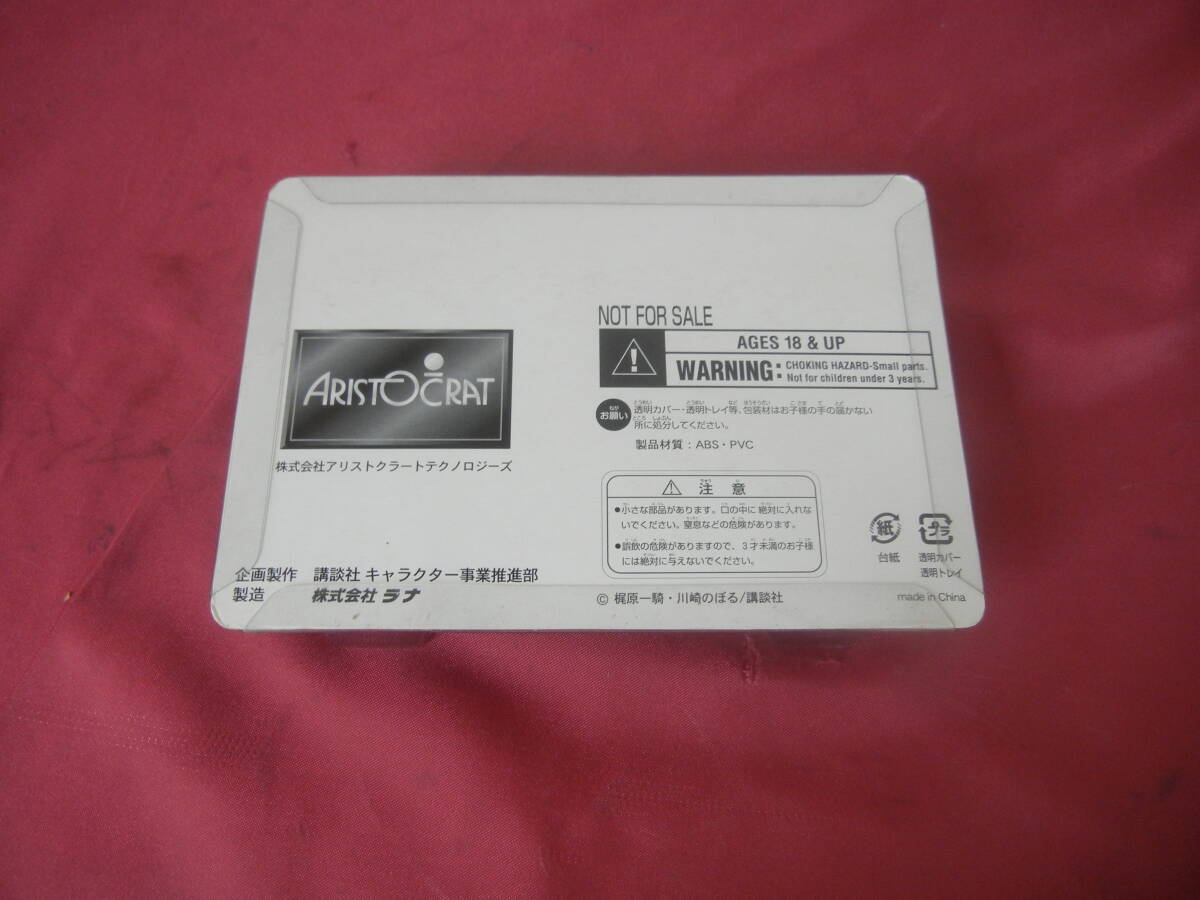 ARISTOCRAT
株式会社アリストクラートテクノロジーズ
企画製作 講談社 キャラクター事業推進部
製造 株式会社 ラナ
NOT FOR SALE
AGES 18 & UP
WARNING: CHOKING HAZARD-Small parts.
Not for children under 3 years.
お願い 透明カバー・透明トレイ等、包装材はお子様の手の届かない
所に処分してください。
製品材質：ABS・PVC
注意
●小さな部品があります。口の中に絶対に入れな
いでください。窒息などの危険があります。
●誤飲の危険がありますので、3才未満のお子様
には絶対に与えないでください。
紙
台紙
プラ
透明カバー
透明トレイ
© 梶原一騎・川崎のぼる/講談社
made in China